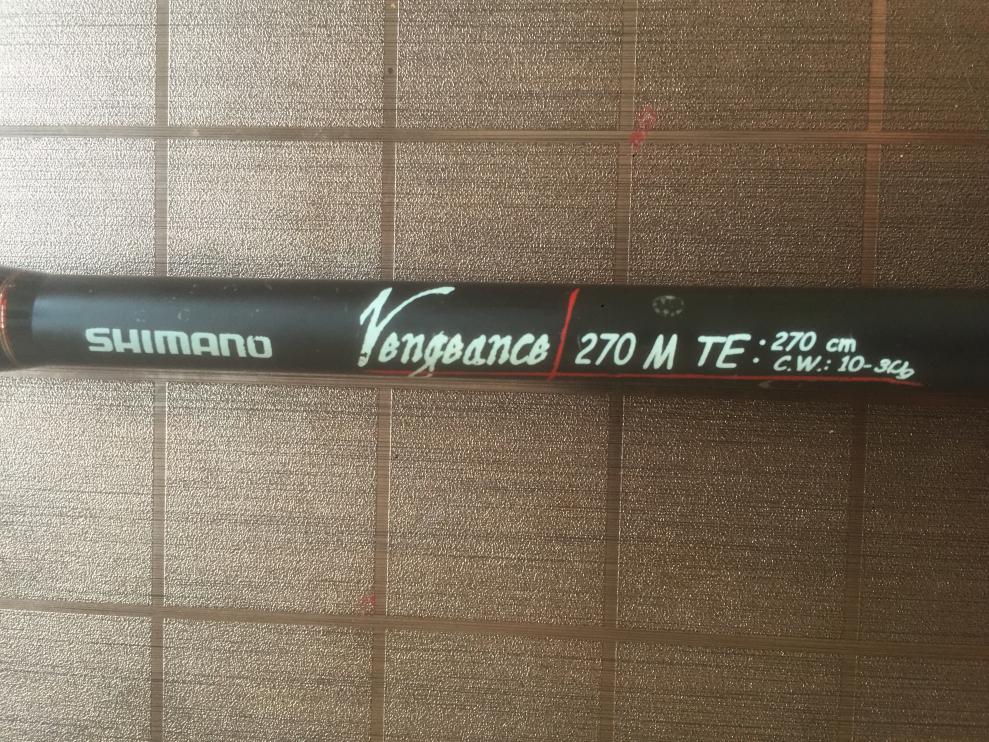 SHIMANO Vengeance 270 M TE : 270 cm
C.W.: 10-30g